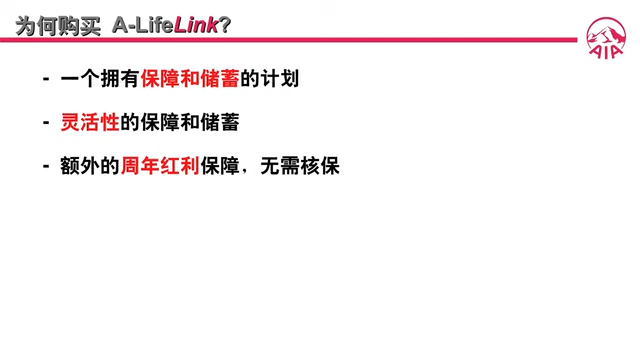 为何购买 A-LifeLink?
AIA
- 一个拥有保障和储蓄的计划
- 灵活性的保障和储蓄
- 额外的周年红利保障，无需核保